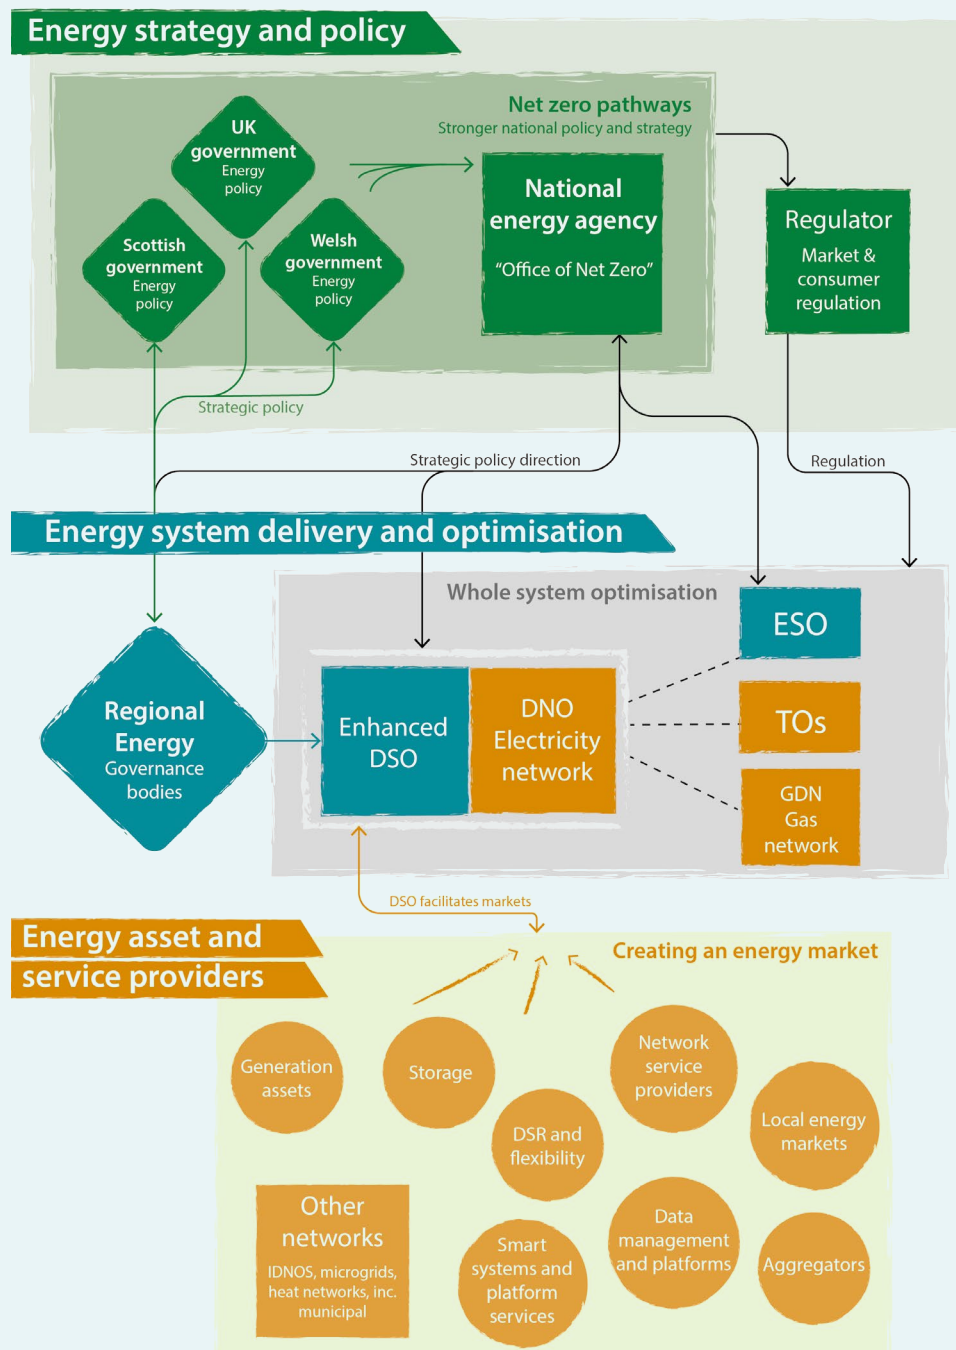 Energy strategy and policy
Net zero pathways
Stronger national policy and strategy
UK
government
Energy
policy
Scottish
government
Energy
policy
Welsh
government
Energy
policy
National
energy agency
“Office of Net Zero”
Regulator
Market &
consumer
regulation
Strategic policy
Strategic policy direction
Regulation
Energy system delivery and optimisation
Whole system optimisation
Regional
Energy
Governance
bodies
Enhanced
DSO
DNO
Electricity
network
ESO
TOs
GDN
Gas
network
DSO facilitates markets
Energy asset and
service providers
Creating an energy market
Generation
assets
Storage
Network
service
providers
DSR and
flexibility
Local energy
markets
Other
networks
IDNOS, microgrids,
heat networks, inc.
municipal
Smart
systems and
platform
services
Data
management
and platforms
Aggregators